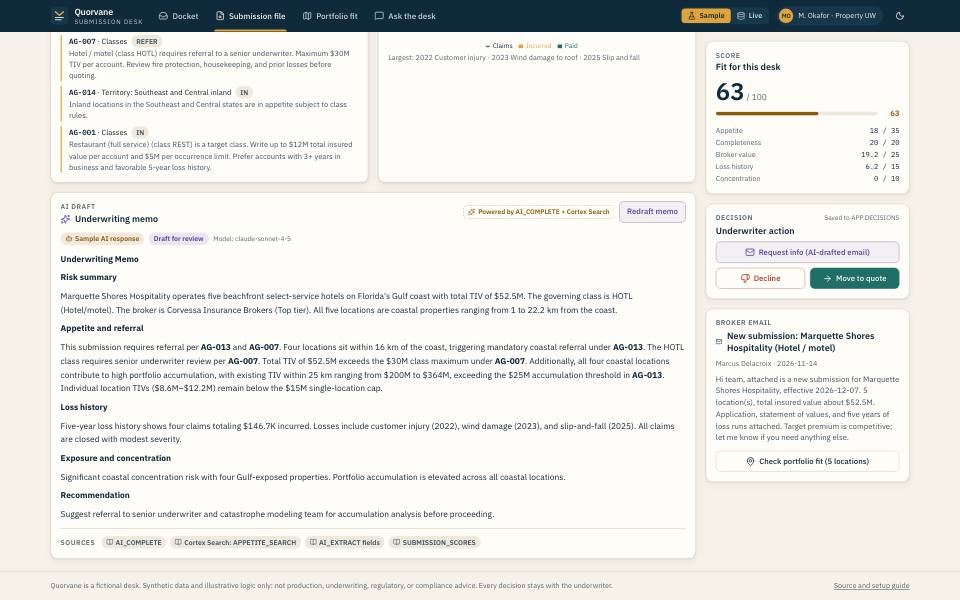 Quorvane
SUBMISSION DESK
Docket
Submission file
Portfolio fit
Ask the desk
Sample
Live
MO
M. Okafor · Property UW
AG-007 · Classes REFER
Hotel / motel (class HOTL) requires referral to a senior underwriter. Maximum $30M
TIV per account. Review fire protection, housekeeping, and prior losses before
quoting.
AG-014 · Territory: Southeast and Central inland IN
Inland locations in the Southeast and Central states are in appetite subject to class
rules.
AG-001 · Classes IN
Restaurant (full service) (class REST) is a target class. Write up to $12M total insured
value per account and $5M per occurrence limit. Prefer accounts with 3+ years in
business and favorable 5-year loss history.
Claims Incurred Paid
Largest: 2022 Customer injury · 2023 Wind damage to roof · 2025 Slip and fall
AI DRAFT
Underwriting memo
Powered by AI_COMPLETE + Cortex Search
Redraft memo
Sample AI response
Draft for review
Model: claude-sonnet-4-5
Underwriting Memo
Risk summary
Marquette Shores Hospitality operates five beachfront select-service hotels on Florida's Gulf coast with total TIV of $52.5M. The governing class is HOTL
(Hotel/motel). The broker is Corvessa Insurance Brokers (Top tier). All five locations are coastal properties ranging from 1 to 22.2 km from the coast.
Appetite and referral
This submission requires referral per AG-013 and AG-007. Four locations sit within 16 km of the coast, triggering mandatory coastal referral under AG-013. The HOTL
class requires senior underwriter review per AG-007. Total TIV of $52.5M exceeds the $30M class maximum under AG-007. Additionally, all four coastal locations
contribute to high portfolio accumulation, with existing TIV within 25 km ranging from $200M to $364M, exceeding the $25M accumulation threshold in AG-013.
Individual location TIVs ($8.6M–$12.2M) remain below the $15M single-location cap.
Loss history
Five-year loss history shows four claims totaling $146.7K incurred. Losses include customer injury (2022), wind damage (2023), and slip-and-fall (2025). All claims
are closed with modest severity.
Exposure and concentration
Significant coastal concentration risk with four Gulf-exposed properties. Portfolio accumulation is elevated across all coastal locations.
Recommendation
Suggest referral to senior underwriter and catastrophe modeling team for accumulation analysis before proceeding.
SOURCES AI_COMPLETE Cortex Search: APPETITE_SEARCH AI_EXTRACT fields SUBMISSION_SCORES
SCORE
Fit for this desk
63 / 100
63
Appetite 18 / 35
Completeness 20 / 20
Broker value 19.2 / 25
Loss history 6.2 / 15
Concentration 0 / 10
DECISION Saved to APP.DECISIONS
Underwriter action
Request info (AI-drafted email)
Decline
Move to quote
BROKER EMAIL
New submission: Marquette Shores
Hospitality (Hotel / motel)
Marcus Delacroix · 2026-11-14
Hi team, attached is a new submission for Marquette
Shores Hospitality, effective 2026-12-07. 5
location(s), total insured value about $52.5M.
Application, statement of values, and five years of
loss runs attached. Target premium is competitive;
let me know if you need anything else.
Check portfolio fit (5 locations)
Quorvane is a fictional desk. Synthetic data and illustrative logic only: not production, underwriting, regulatory, or compliance advice. Every decision stays with the underwriter.
Source and setup guide